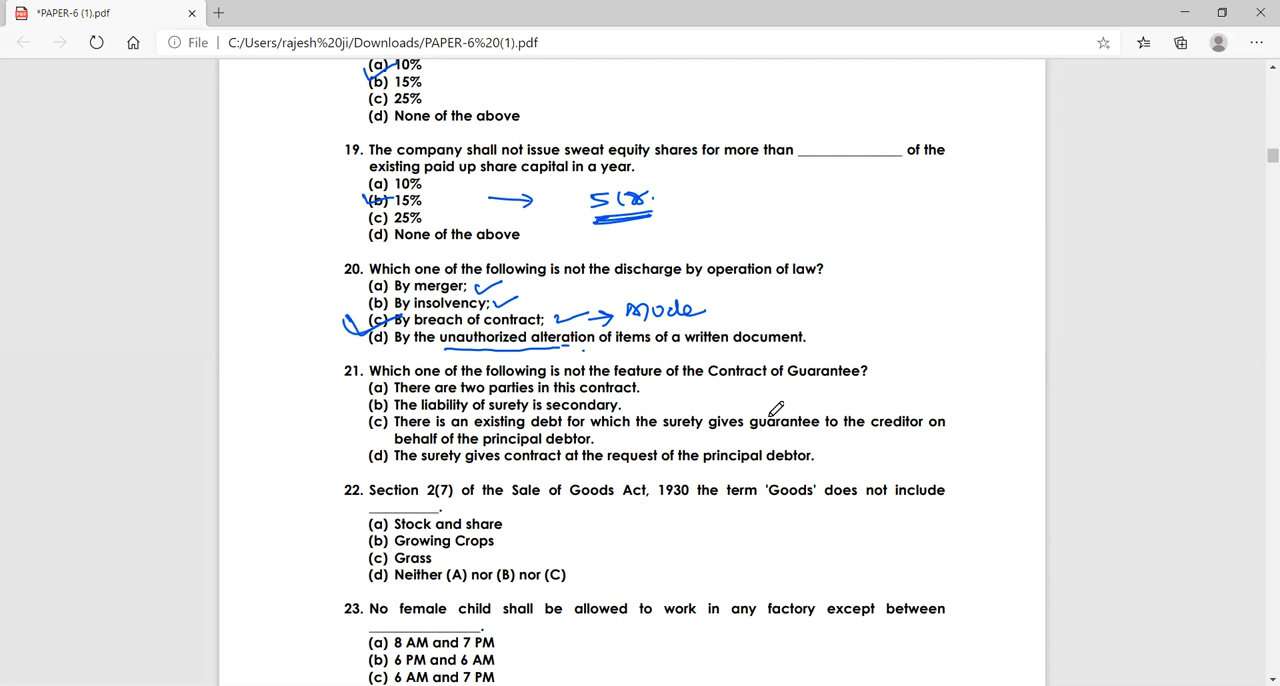 *PAPER-6 (1).pdf
File | C:/Users/rajesh%20ji/Downloads/PAPER-6%20(1).pdf
(a) 10%
(b) 15%
(c) 25%
(d) None of the above
19. The company shall not issue sweat equity shares for more than ______________ of the
existing paid up share capital in a year.
(a) 10%
(b) 15%
(c) 25%
(d) None of the above
20. Which one of the following is not the discharge by operation of law?
(a) By merger;
(b) By insolvency;
(c) By breach of contract; → Mode
(d) By the unauthorized alteration of items of a written document.
21. Which one of the following is not the feature of the Contract of Guarantee?
(a) There are two parties in this contract.
(b) The liability of surety is secondary.
(c) There is an existing debt for which the surety gives guarantee to the creditor on
behalf of the principal debtor.
(d) The surety gives contract at the request of the principal debtor.
22. Section 2(7) of the Sale of Goods Act, 1930 the term 'Goods' does not include
__________.
(a) Stock and share
(b) Growing Crops
(c) Grass
(d) Neither (A) nor (B) nor (C)
23. No female child shall be allowed to work in any factory except between
________________.
(a) 8 AM and 7 PM
(b) 6 PM and 6 AM
(c) 6 AM and 7 PM